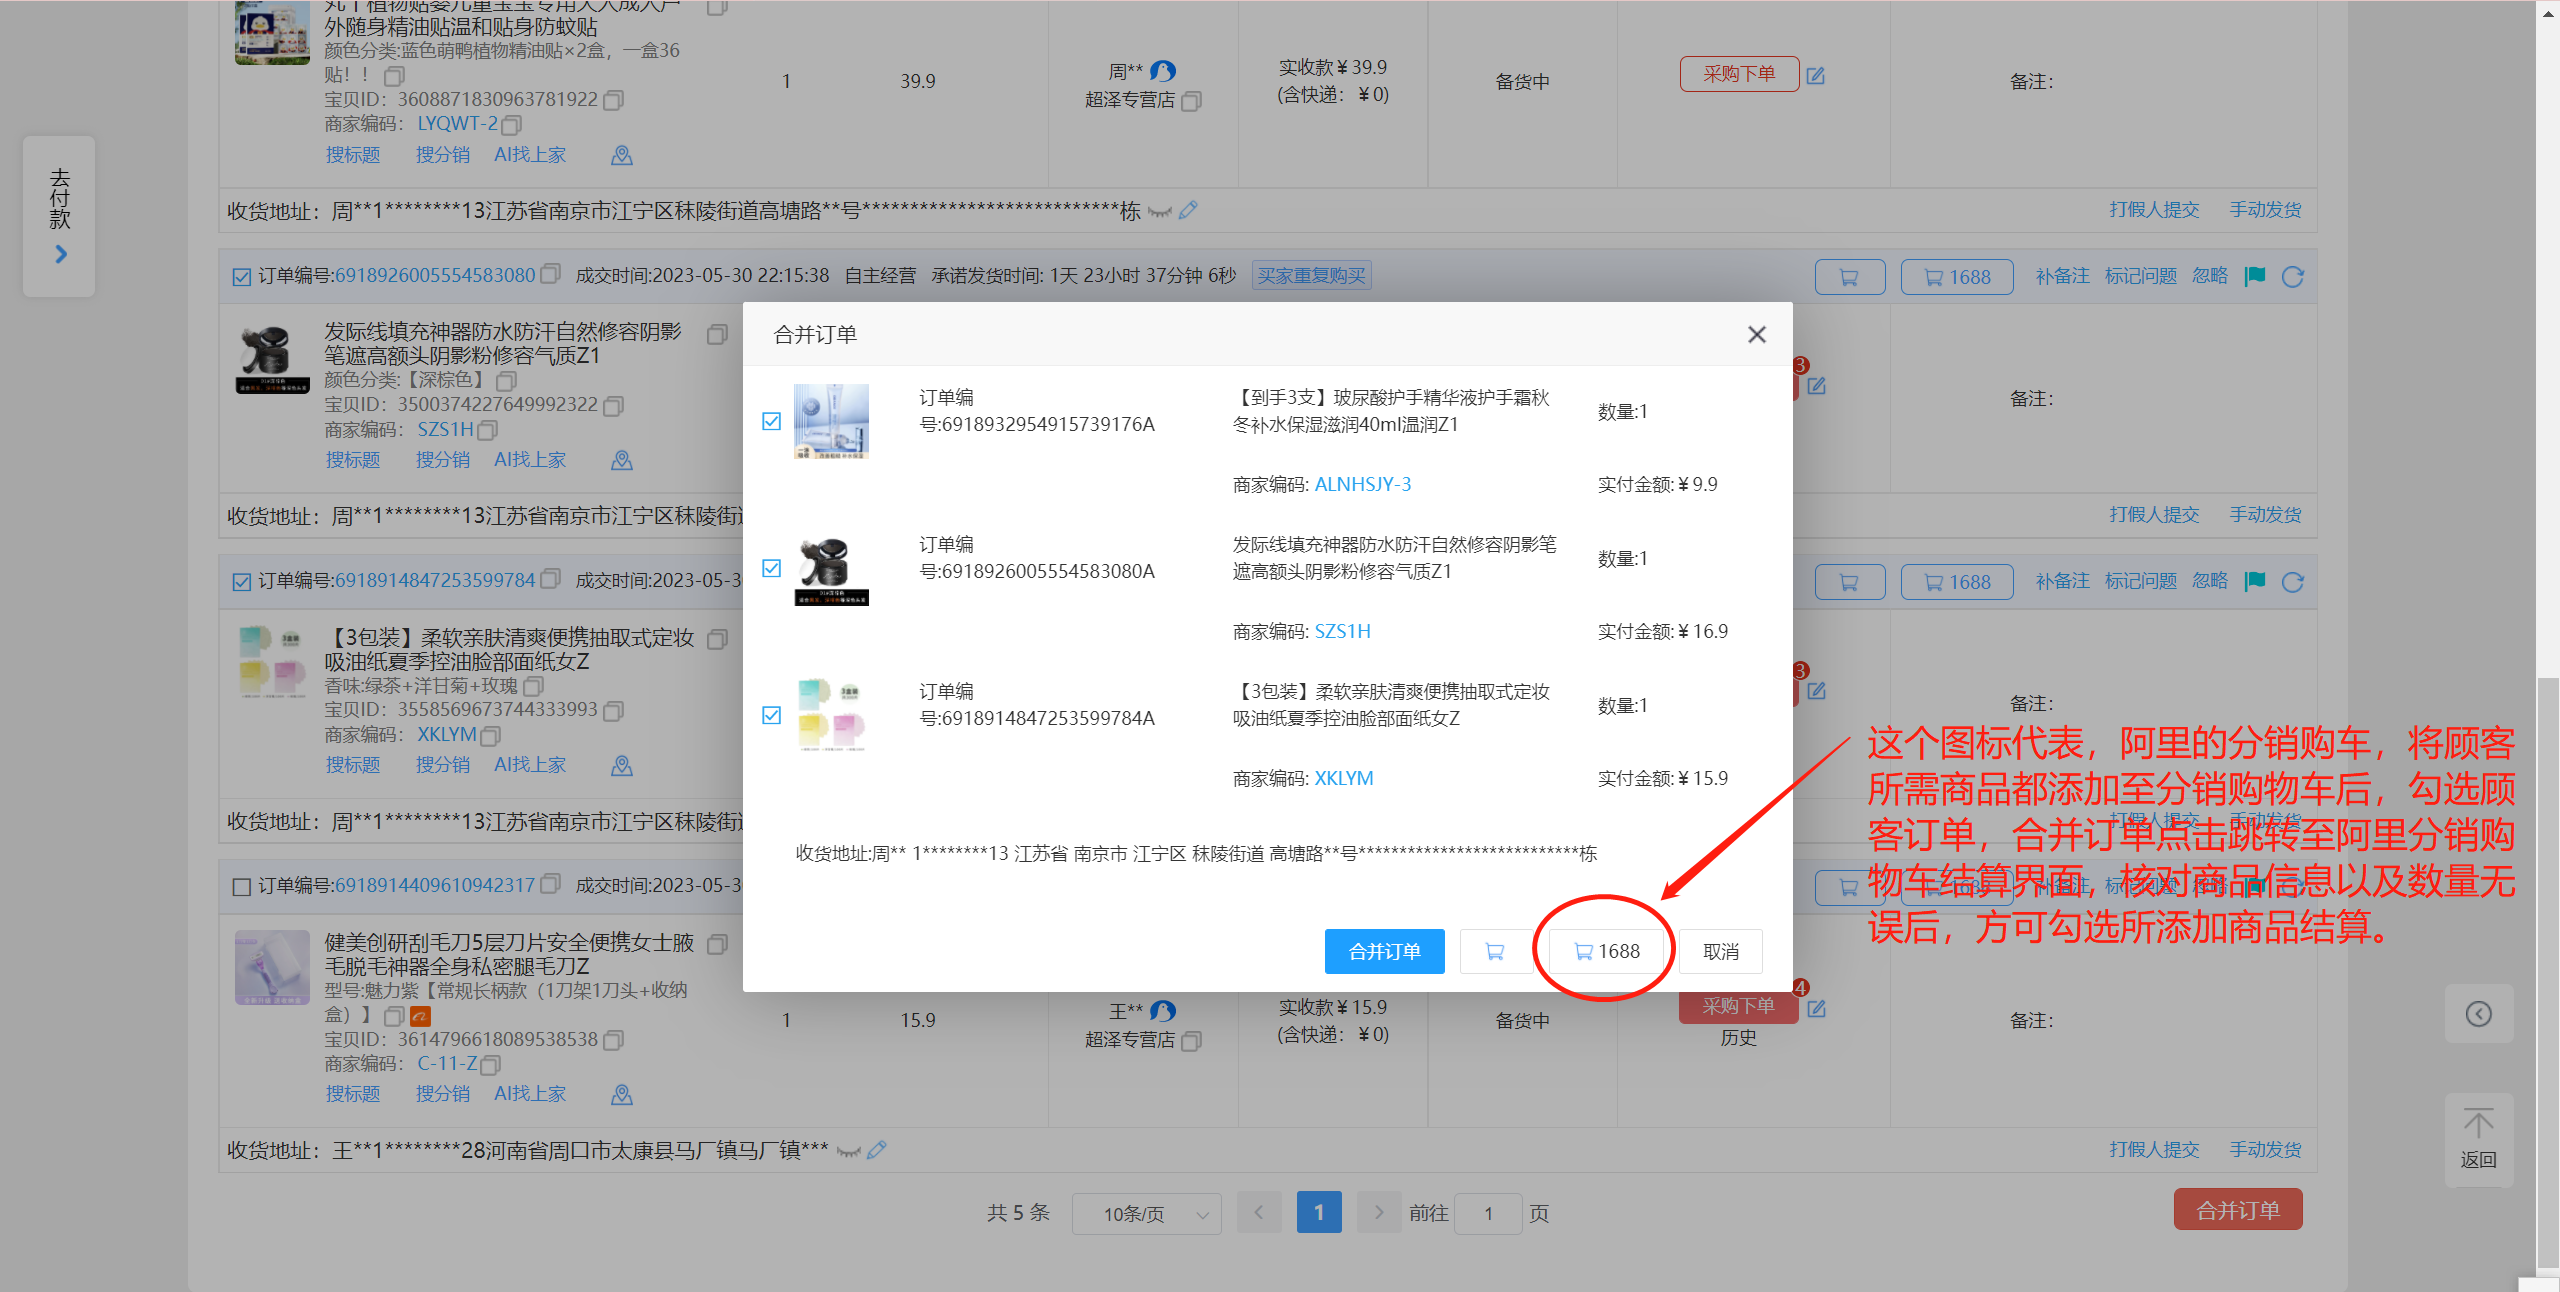 丸丫植物贴婴儿童宝宝专用大人成人户
外随身精油贴温和贴身防蚊贴
颜色分类:蓝色萌鸭植物精油贴×2盒，一盒36
贴！！
宝贝ID：3608871830963781922
商家编码： LYQWT-2
搜标题 搜分销 AI找上家
1
39.9
周**
超泽专营店
实收款￥39.9
(含快递：￥0)
备货中
采购下单
备注：
收货地址：周**1********13江苏省南京市江宁区秣陵街道高塘路**号***************************栋
打假人提交 手动发货
去付款
订单编号:6918926005554583080 成交时间:2023-05-30 22:15:38 自主经营 承诺发货时间: 1天 23小时 37分钟 6秒 买家重复购买
1688 补备注 标记问题 忽略
发际线填充神器防水防汗自然修容阴影
笔遮高额头阴影粉修容气质Z1
颜色分类:【深棕色】
宝贝ID：3500374227649992322
商家编码： SZS1H
搜标题 搜分销 AI找上家
3
备注：
收货地址：周**1********13江苏省南京市江宁区秣陵街道
打假人提交 手动发货
订单编号:6918914847253599784 成交时间:2023-05-3
1688 补备注 标记问题 忽略
【3包装】柔软亲肤清爽便携抽取式定妆
吸油纸夏季控油脸部面纸女Z
香味:绿茶+洋甘菊+玫瑰
宝贝ID：3558569673744333993
商家编码： XKLYM
搜标题 搜分销 AI找上家
3
备注：
收货地址：周**1********13江苏省南京市江宁区秣陵街道
打假人提交 手动发货
合并订单
订单编
号:6918932954915739176A
【到手3支】玻尿酸护手精华液护手霜秋
冬补水保湿滋润40ml温润Z1
数量:1
商家编码: ALNHSJY-3
实付金额:￥9.9
订单编
号:6918926005554583080A
发际线填充神器防水防汗自然修容阴影笔
遮高额头阴影粉修容气质Z1
数量:1
商家编码: SZS1H
实付金额:￥16.9
订单编
号:6918914847253599784A
【3包装】柔软亲肤清爽便携抽取式定妆
吸油纸夏季控油脸部面纸女Z
数量:1
商家编码: XKLYM
实付金额:￥15.9
收货地址:周** 1********13 江苏省 南京市 江宁区 秣陵街道 高塘路**号***************************栋
合并订单 1688 取消
这个图标代表，阿里的分销购车，将顾客
所需商品都添加至分销购物车后，勾选顾
客订单，合并订单点击跳转至阿里分销购
物车结算界面，核对商品信息以及数量无
误后，方可勾选所添加商品结算。
订单编号:6918914409610942317 成交时间:2023-05-3
1688 补备注 标记问题 忽略
健美创研刮毛刀5层刀片安全便携女士腋
毛脱毛神器全身私密腿毛刀Z
型号:魅力紫【常规长柄款（1刀架1刀头+收纳
盒）】
宝贝ID：3614796618089538538
商家编码： C-11-Z
搜标题 搜分销 AI找上家
1
15.9
王**
超泽专营店
实收款￥15.9
(含快递：￥0)
备货中
4
采购下单
历史
备注：
收货地址：王**1********28河南省周口市太康县马厂镇马厂镇***
打假人提交 手动发货
返回
共 5 条 10条/页 1 前往 1 页
合并订单